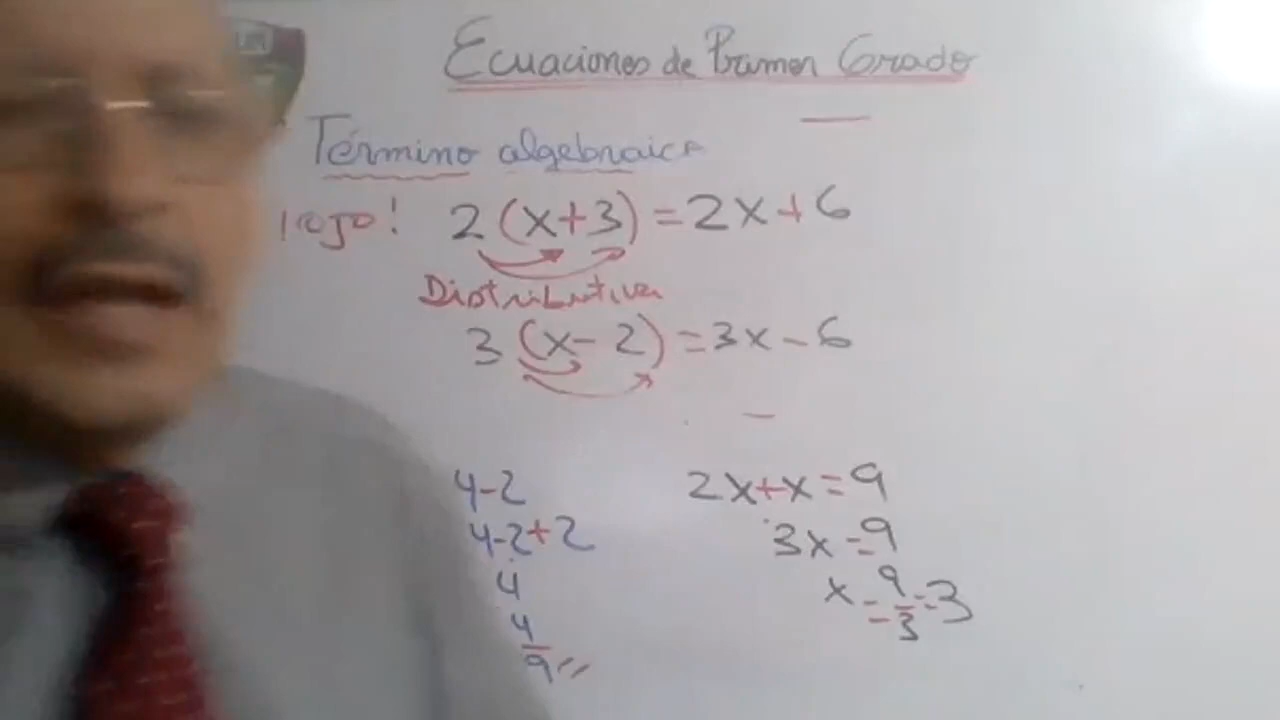 Ecuaciones de Primer Grado
Término algebraico
¡ojo! 2(x+3)=2x+6
Distributiva
3(x-2)=3x-6
4-2
4-2+2
4
4/9 //
2x+x=9
3x=9
x=9/3=3